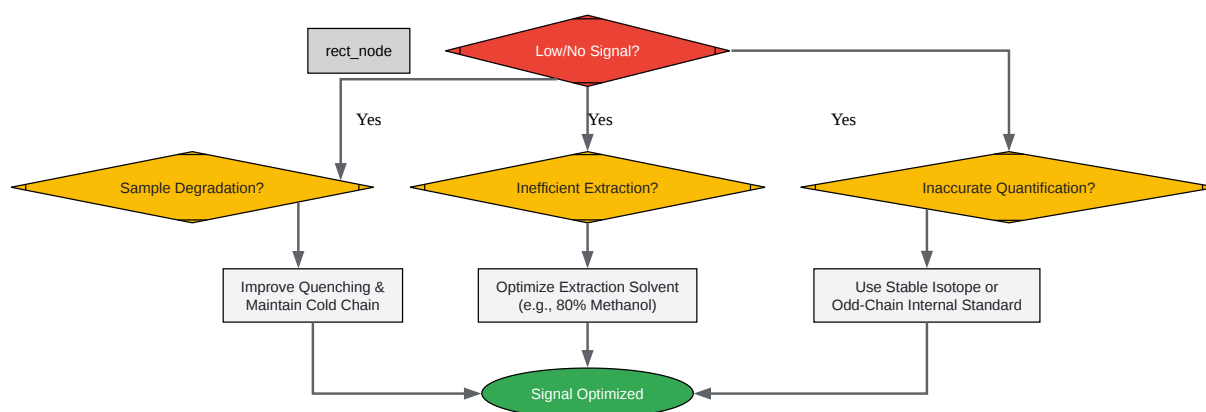 rect_node
Low/No Signal?
Yes
Yes
Yes
Sample Degradation?
Inefficient Extraction?
Inaccurate Quantification?
Improve Quenching &
Maintain Cold Chain
Optimize Extraction Solvent
(e.g., 80% Methanol)
Use Stable Isotope or
Odd-Chain Internal Standard
Signal Optimized